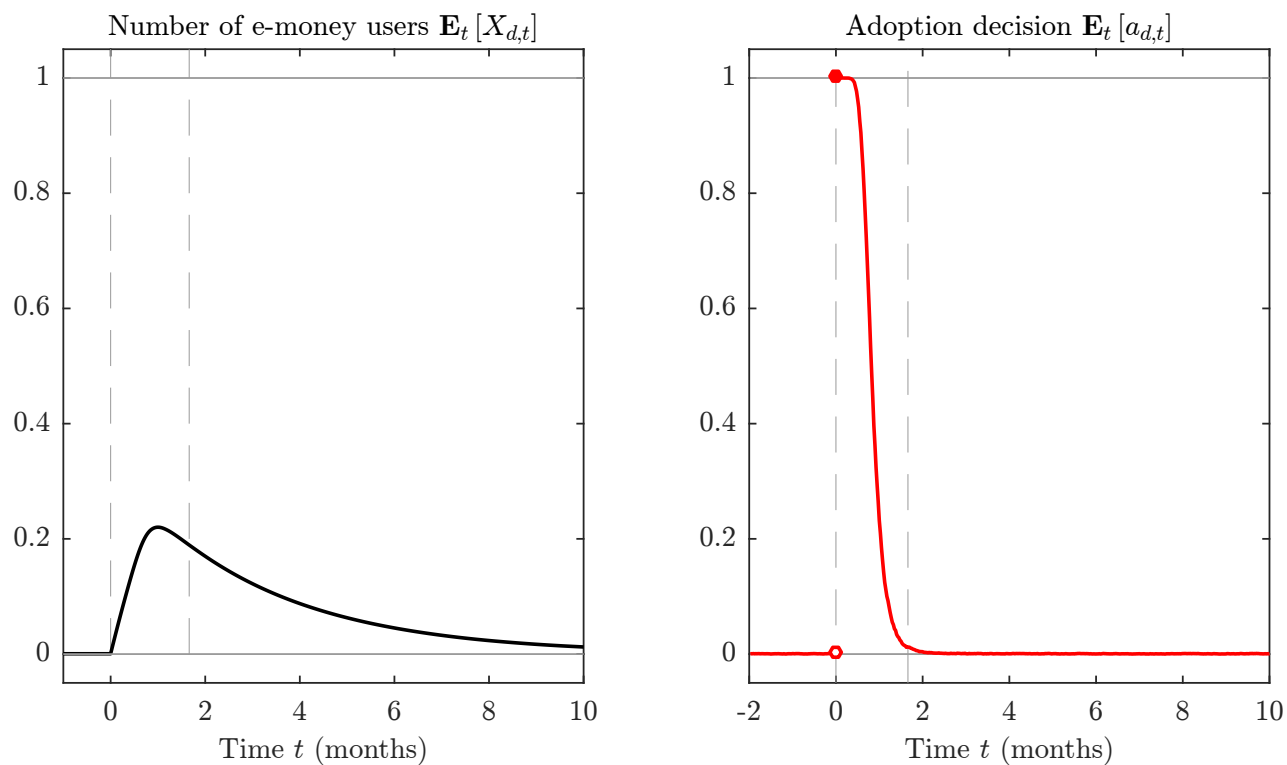 Number of e-money users E_t [X_{d,t}]
1
0.8
0.6
0.4
0.2
0
0 2 4 6 8 10
Time t (months)
Adoption decision E_t [a_{d,t}]
1
0.8
0.6
0.4
0.2
0
-2 0 2 4 6 8 10
Time t (months)